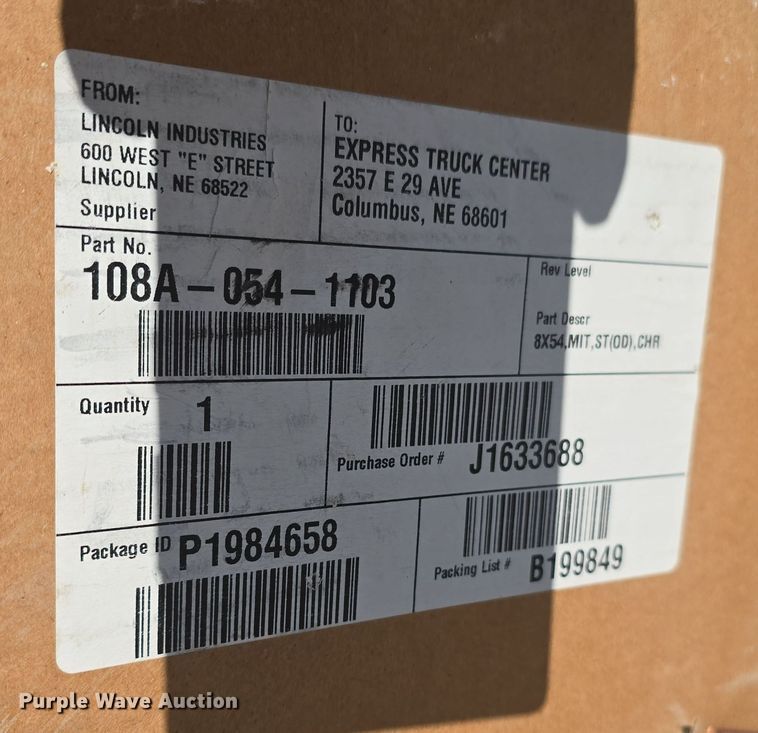 FROM:
LINCOLN INDUSTRIES
600 WEST "E" STREET
LINCOLN, NE 68522
Supplier
TO:
EXPRESS TRUCK CENTER
2357 E 29 AVE
Columbus, NE 68601
Part No.
108A-054-1103
Rev Level
Part Descr
8X54,MIT,ST(OD),CHR
Quantity 1
Purchase Order # J1633688
Package ID P1984658
Packing List # B199849
Purple Wave Auction